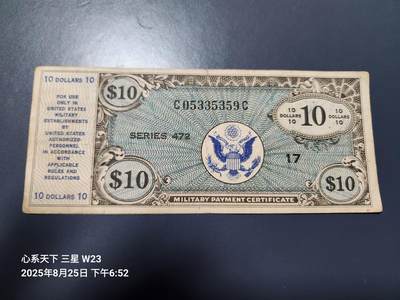 10 DOLLARS 10
FOR USE
ONLY IN
UNITED STATES
MILITARY
ESTABLISHMENTS
BY
UNITED STATES
AUTHORIZED
PERSONNEL
IN ACCORDANCE
WITH
APPLICABLE
RULES AND
REGULATIONS
10 DOLLARS 10
$10
C05335359C
10
DOLLARS
10
10
10
DOLLARS
10
SERIES 472
17
$10
$10
MILITARY PAYMENT CERTIFICATE
心系天下 三星 W23
2025年8月25日 下午6:52